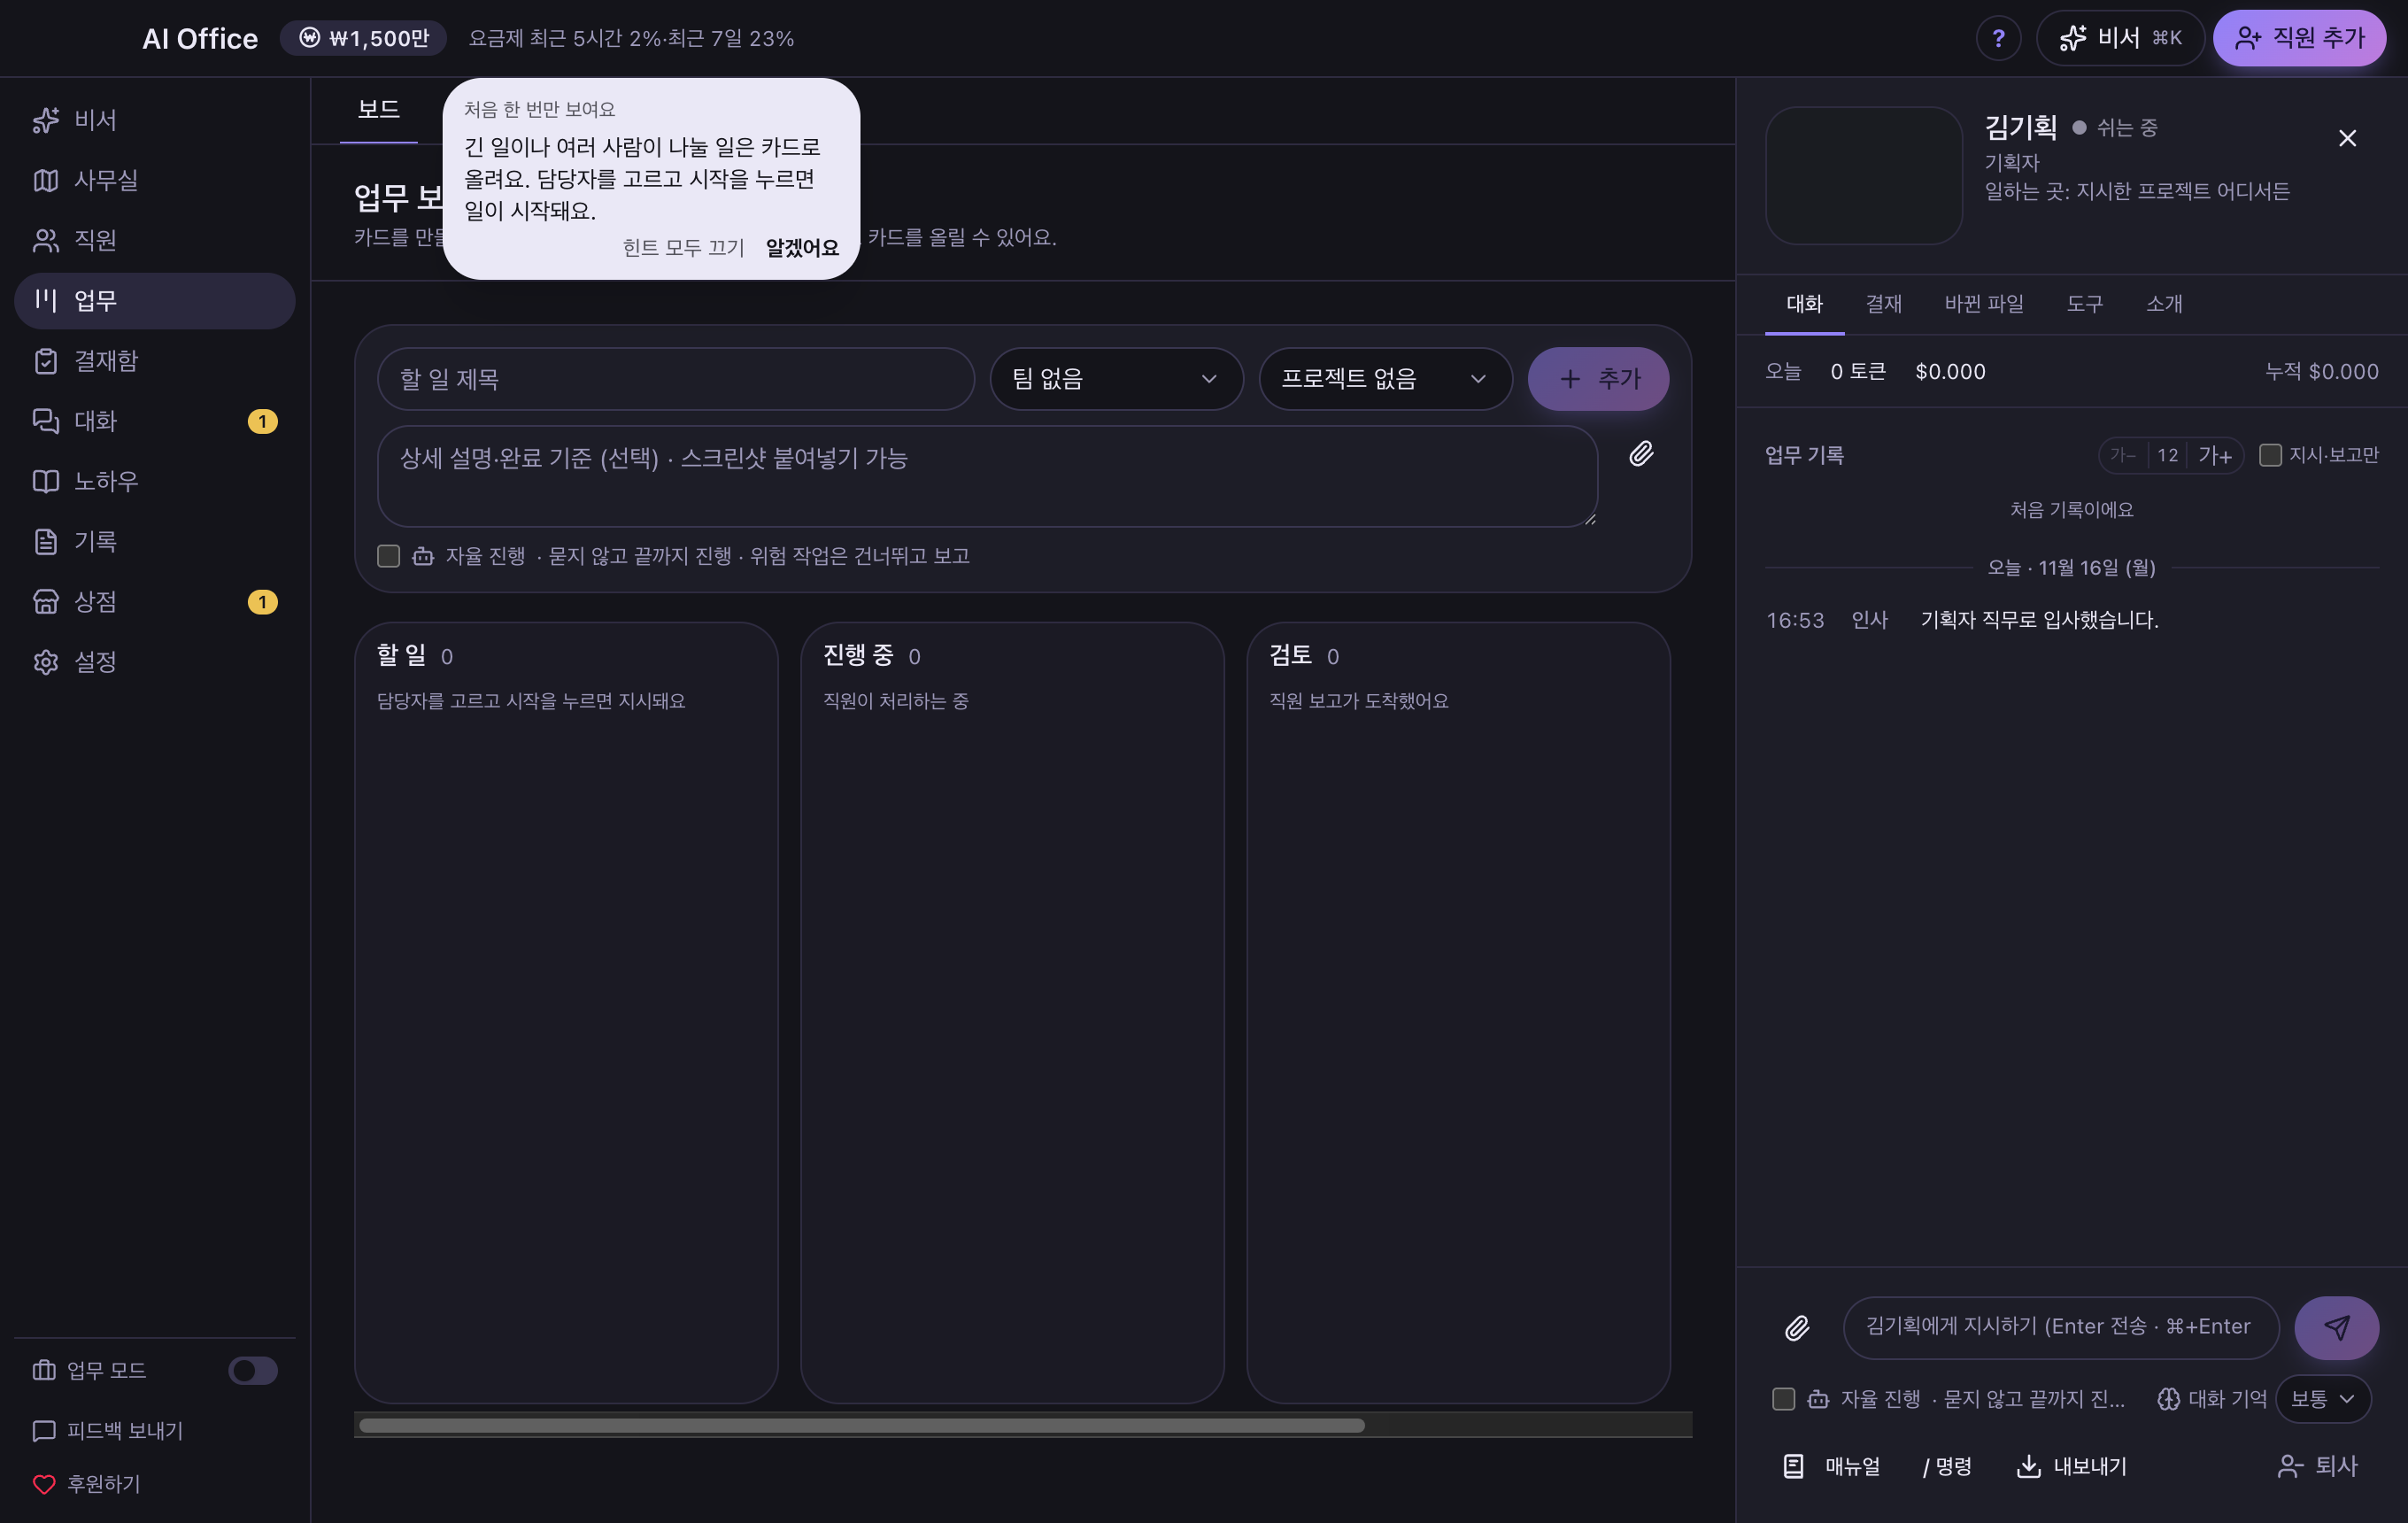 AI Office
₩1,500만
요금제 최근 5시간 2%·최근 7일 23%
?
비서 ⌘K
직원 추가
비서
사무실
직원
업무
결재함
대화 1
노하우
기록
상점 1
설정
업무 모드
피드백 보내기
후원하기
보드
처음 한 번만 보여요
긴 일이나 여러 사람이 나눌 일은 카드로
올려요. 담당자를 고르고 시작을 누르면
일이 시작돼요.
힌트 모두 끄기 알겠어요
업무
카드를 카드를 올릴 수 있어요.
할 일 제목
팀 없음
프로젝트 없음
+ 추가
상세 설명·완료 기준 (선택) · 스크린샷 붙여넣기 가능
자율 진행 · 묻지 않고 끝까지 진행 · 위험 작업은 건너뛰고 보고
할 일 0
담당자를 고르고 시작을 누르면 지시돼요
진행 중 0
직원이 처리하는 중
검토 0
직원 보고가 도착했어요
김기획 쉬는 중
기획자
일하는 곳: 지시한 프로젝트 어디서든
대화 결재 바뀐 파일 도구 소개
오늘 0 토큰 $0.000 누적 $0.000
업무 기록 가− 12 가+ 지시·보고만
처음 기록이에요
오늘 · 11월 16일 (월)
16:53 인사 기획자 직무로 입사했습니다.
김기획에게 지시하기 (Enter 전송 · ⌘+Enter
자율 진행 · 묻지 않고 끝까지 진... 대화 기억 보통
매뉴얼 / 명령 내보내기 퇴사